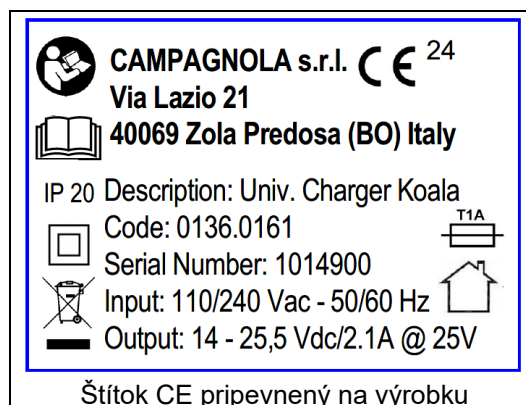 CAMPAGNOLA s.r.l. CE 24
Via Lazio 21
40069 Zola Predosa (BO) Italy
IP 20 Description: Univ. Charger Koala
Code: 0136.0161
T1A
Serial Number: 1014900
Input: 110/240 Vac - 50/60 Hz
Output: 14 - 25,5 Vdc/2.1A @ 25V
Štítok CE pripevnený na výrobku